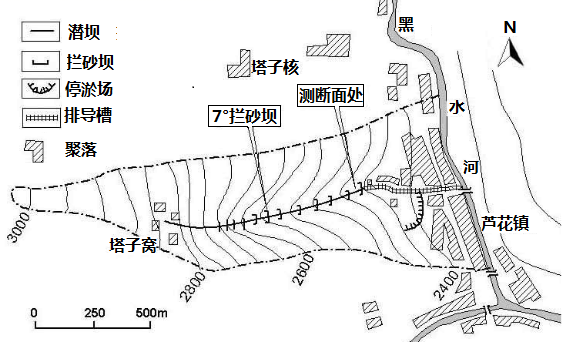 潜坝
拦砂坝
停淤场
排导槽
聚落
塔子核
黑
N
测断面处
7°拦砂坝
水
河
芦花镇
3000
塔子窝
2800
2600
2400
0 250 500m